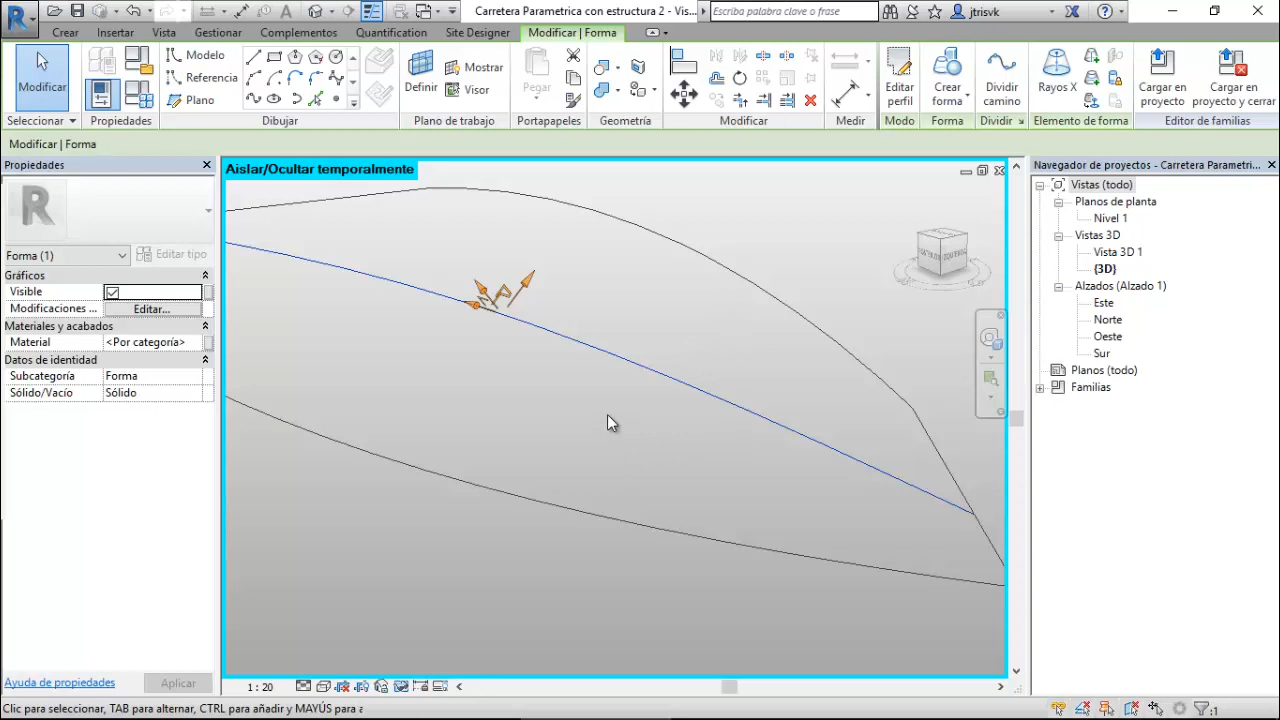 Carretera Parametrica con estructura 2 - Vis...
Escriba palabra clave o frase
jtrisvk
Crear
Insertar
Vista
Gestionar
Complementos
Quantification
Site Designer
Modificar | Forma
Modificar
Seleccionar
Propiedades
Modelo
Referencia
Plano
Dibujar
Definir
Mostrar
Visor
Plano de trabajo
Pegar
Portapapeles
Geometría
Modificar
Medir
Editar perfil
Modo
Crear forma
Forma
Dividir camino
Dividir
Rayos X
Elemento de forma
Cargar en proyecto
Cargar en proyecto y cerrar
Editor de familias
Modificar | Forma
Propiedades
Forma (1)
Editar tipo
Gráficos
Visible
Modificaciones ...
Editar...
Materiales y acabados
Material
<Por categoría>
Datos de identidad
Subcategoría
Forma
Sólido/Vacío
Sólido
Ayuda de propiedades
Aplicar
Aislar/Ocultar temporalmente
1 : 20
Navegador de proyectos - Carretera Parametri...
Vistas (todo)
Planos de planta
Nivel 1
Vistas 3D
Vista 3D 1
{3D}
Alzados (Alzado 1)
Este
Norte
Oeste
Sur
Planos (todo)
Familias
Clic para seleccionar, TAB para alternar, CTRL para añadir y MAYÚS para a
:1